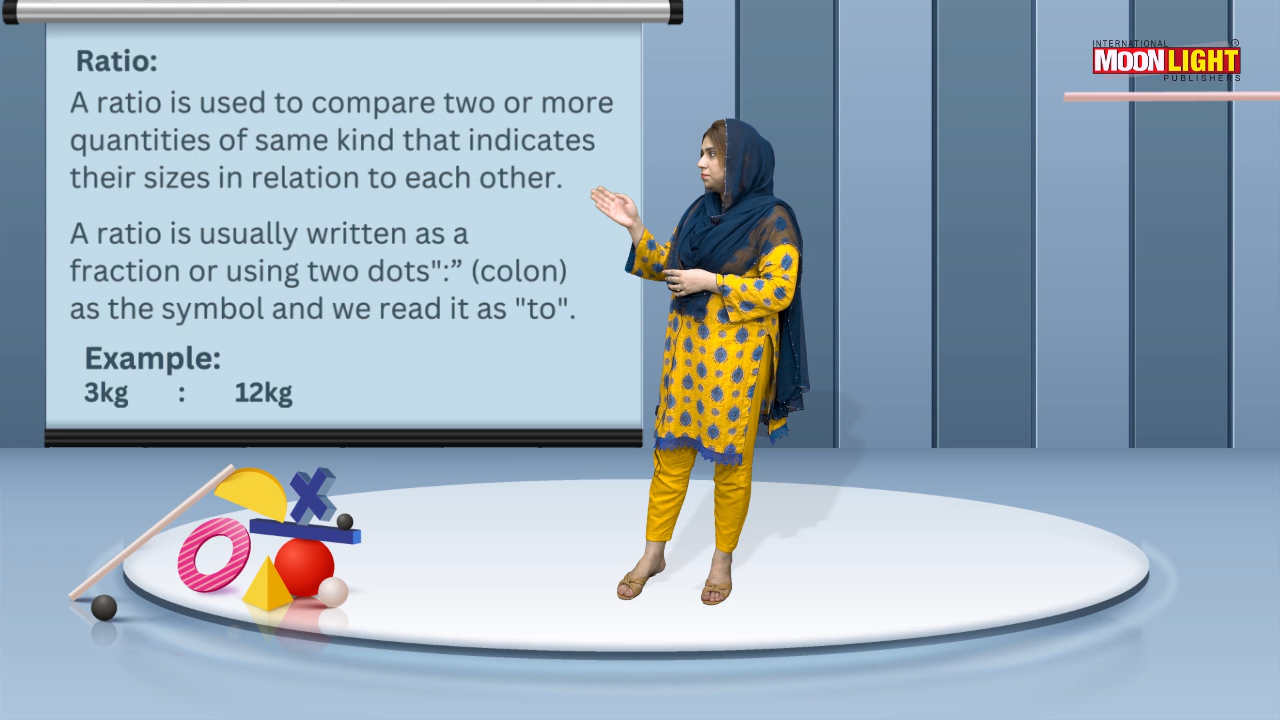 Ratio:
A ratio is used to compare two or more
quantities of same kind that indicates
their sizes in relation to each other.
A ratio is usually written as a
fraction or using two dots":” (colon)
as the symbol and we read it as "to".
Example:
3kg : 12kg
INTERNATIONAL ®
MOONLIGHT
PUBLISHERS